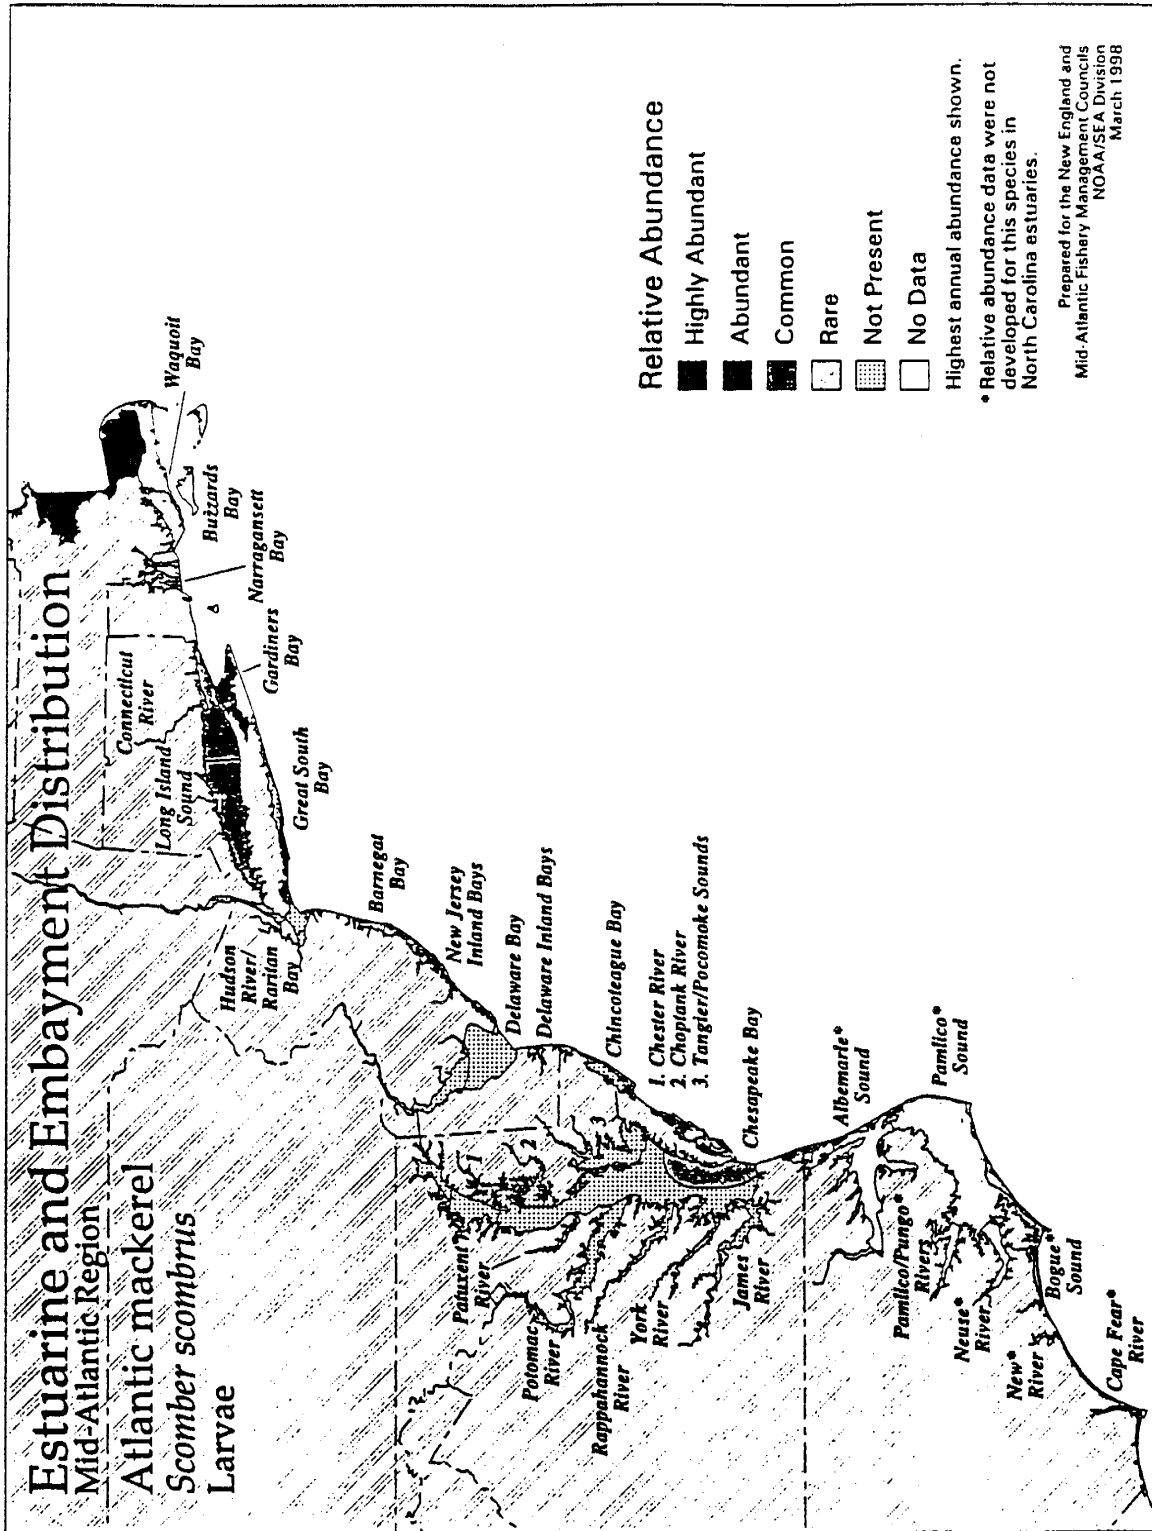 Estuarine and Embayment Distribution
Mid-Atlantic Region
Atlantic mackerel
Scomber scombrus
Larvae
Waquoit
Bay
Buzzards
Bay
Narragansett
Bay
Connecticut
River
Gardiners
Bay
Long Island
Sound
Great South
Bay
Hudson
River/
Raritan
Bay
Barnegat
Bay
New Jersey
Inland Bays
Delaware Bay
Delaware Inland Bays
Chincoteague Bay
1. Chester River
2. Choptank River
3. Tangier/Pocomoke Sounds
1
2
3
Chesapeake Bay
Patuxent
River
Potomac
River
Rappahannock
River
York
River
James
River
Albemarle*
Sound
Pamlico*
Sound
Pamlico/Pungo*
Rivers
Neuse*
River
Bogue*
Sound
New*
River
Cape Fear*
River
Relative Abundance
Highly Abundant
Abundant
Common
Rare
Not Present
No Data
Highest annual abundance shown.
* Relative abundance data were not
developed for this species in
North Carolina estuaries.
Prepared for the New England and
Mid-Atlantic Fishery Management Councils
NOAA/SEA Division
March 1998